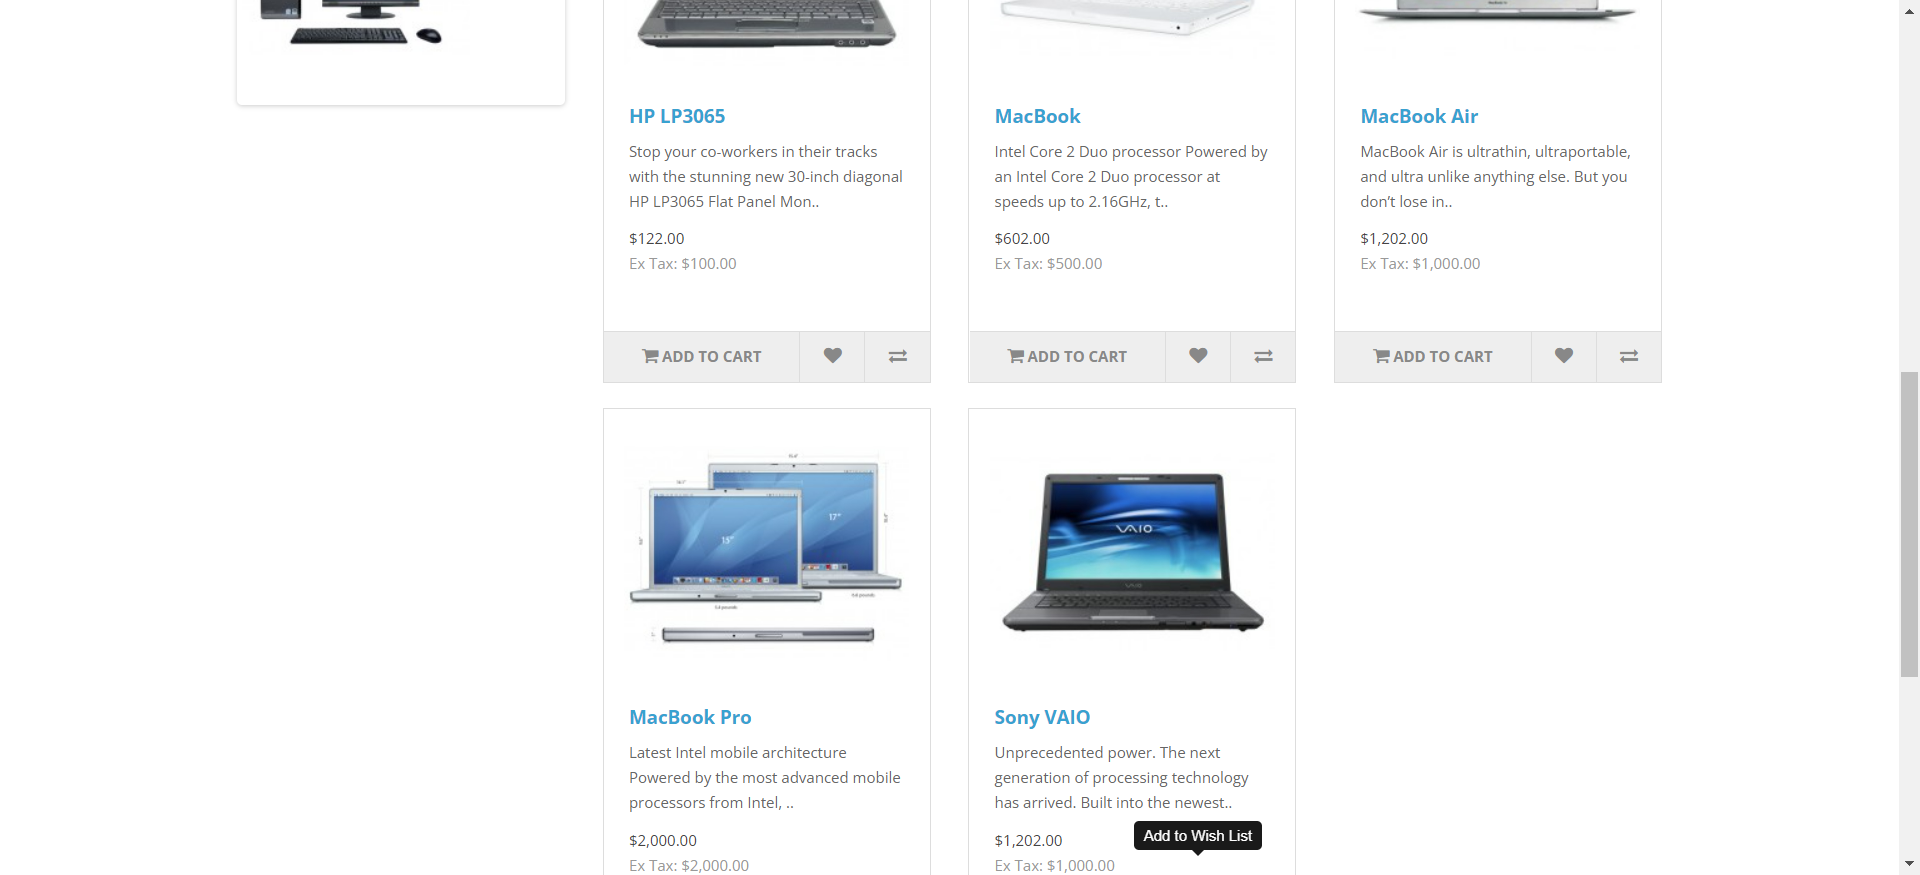 HP LP3065
Stop your co-workers in their tracks
with the stunning new 30-inch diagonal
HP LP3065 Flat Panel Mon..
$122.00
Ex Tax: $100.00
ADD TO CART
MacBook
Intel Core 2 Duo processor Powered by
an Intel Core 2 Duo processor at
speeds up to 2.16GHz, t..
$602.00
Ex Tax: $500.00
ADD TO CART
MacBook Air
MacBook Air is ultrathin, ultraportable,
and ultra unlike anything else. But you
don’t lose in..
$1,202.00
Ex Tax: $1,000.00
ADD TO CART
15"
17"
MacBook Pro
Latest Intel mobile architecture
Powered by the most advanced mobile
processors from Intel, ..
$2,000.00
Ex Tax: $2,000.00
VAIO
Sony VAIO
Unprecedented power. The next
generation of processing technology
has arrived. Built into the newest..
$1,202.00
Ex Tax: $1,000.00
Add to Wish List